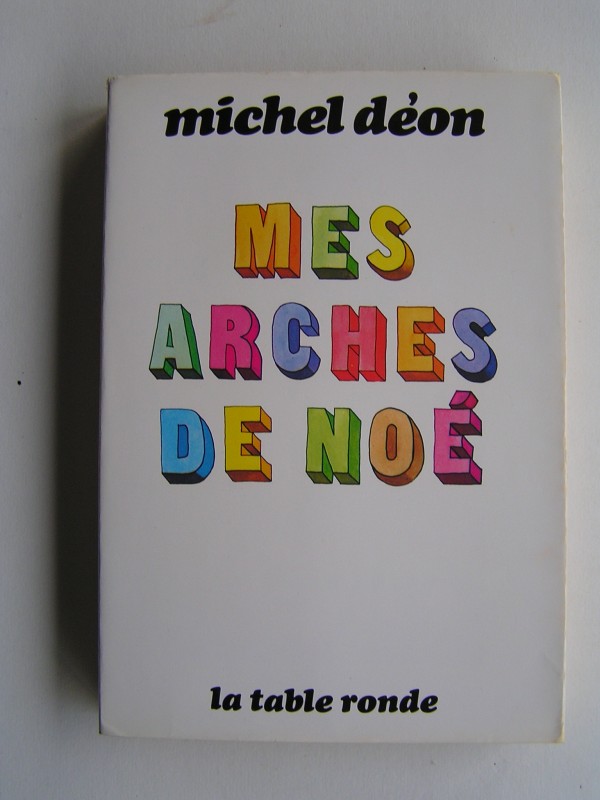 michel déon
MES
ARCHES
DE NOÉ
la table ronde